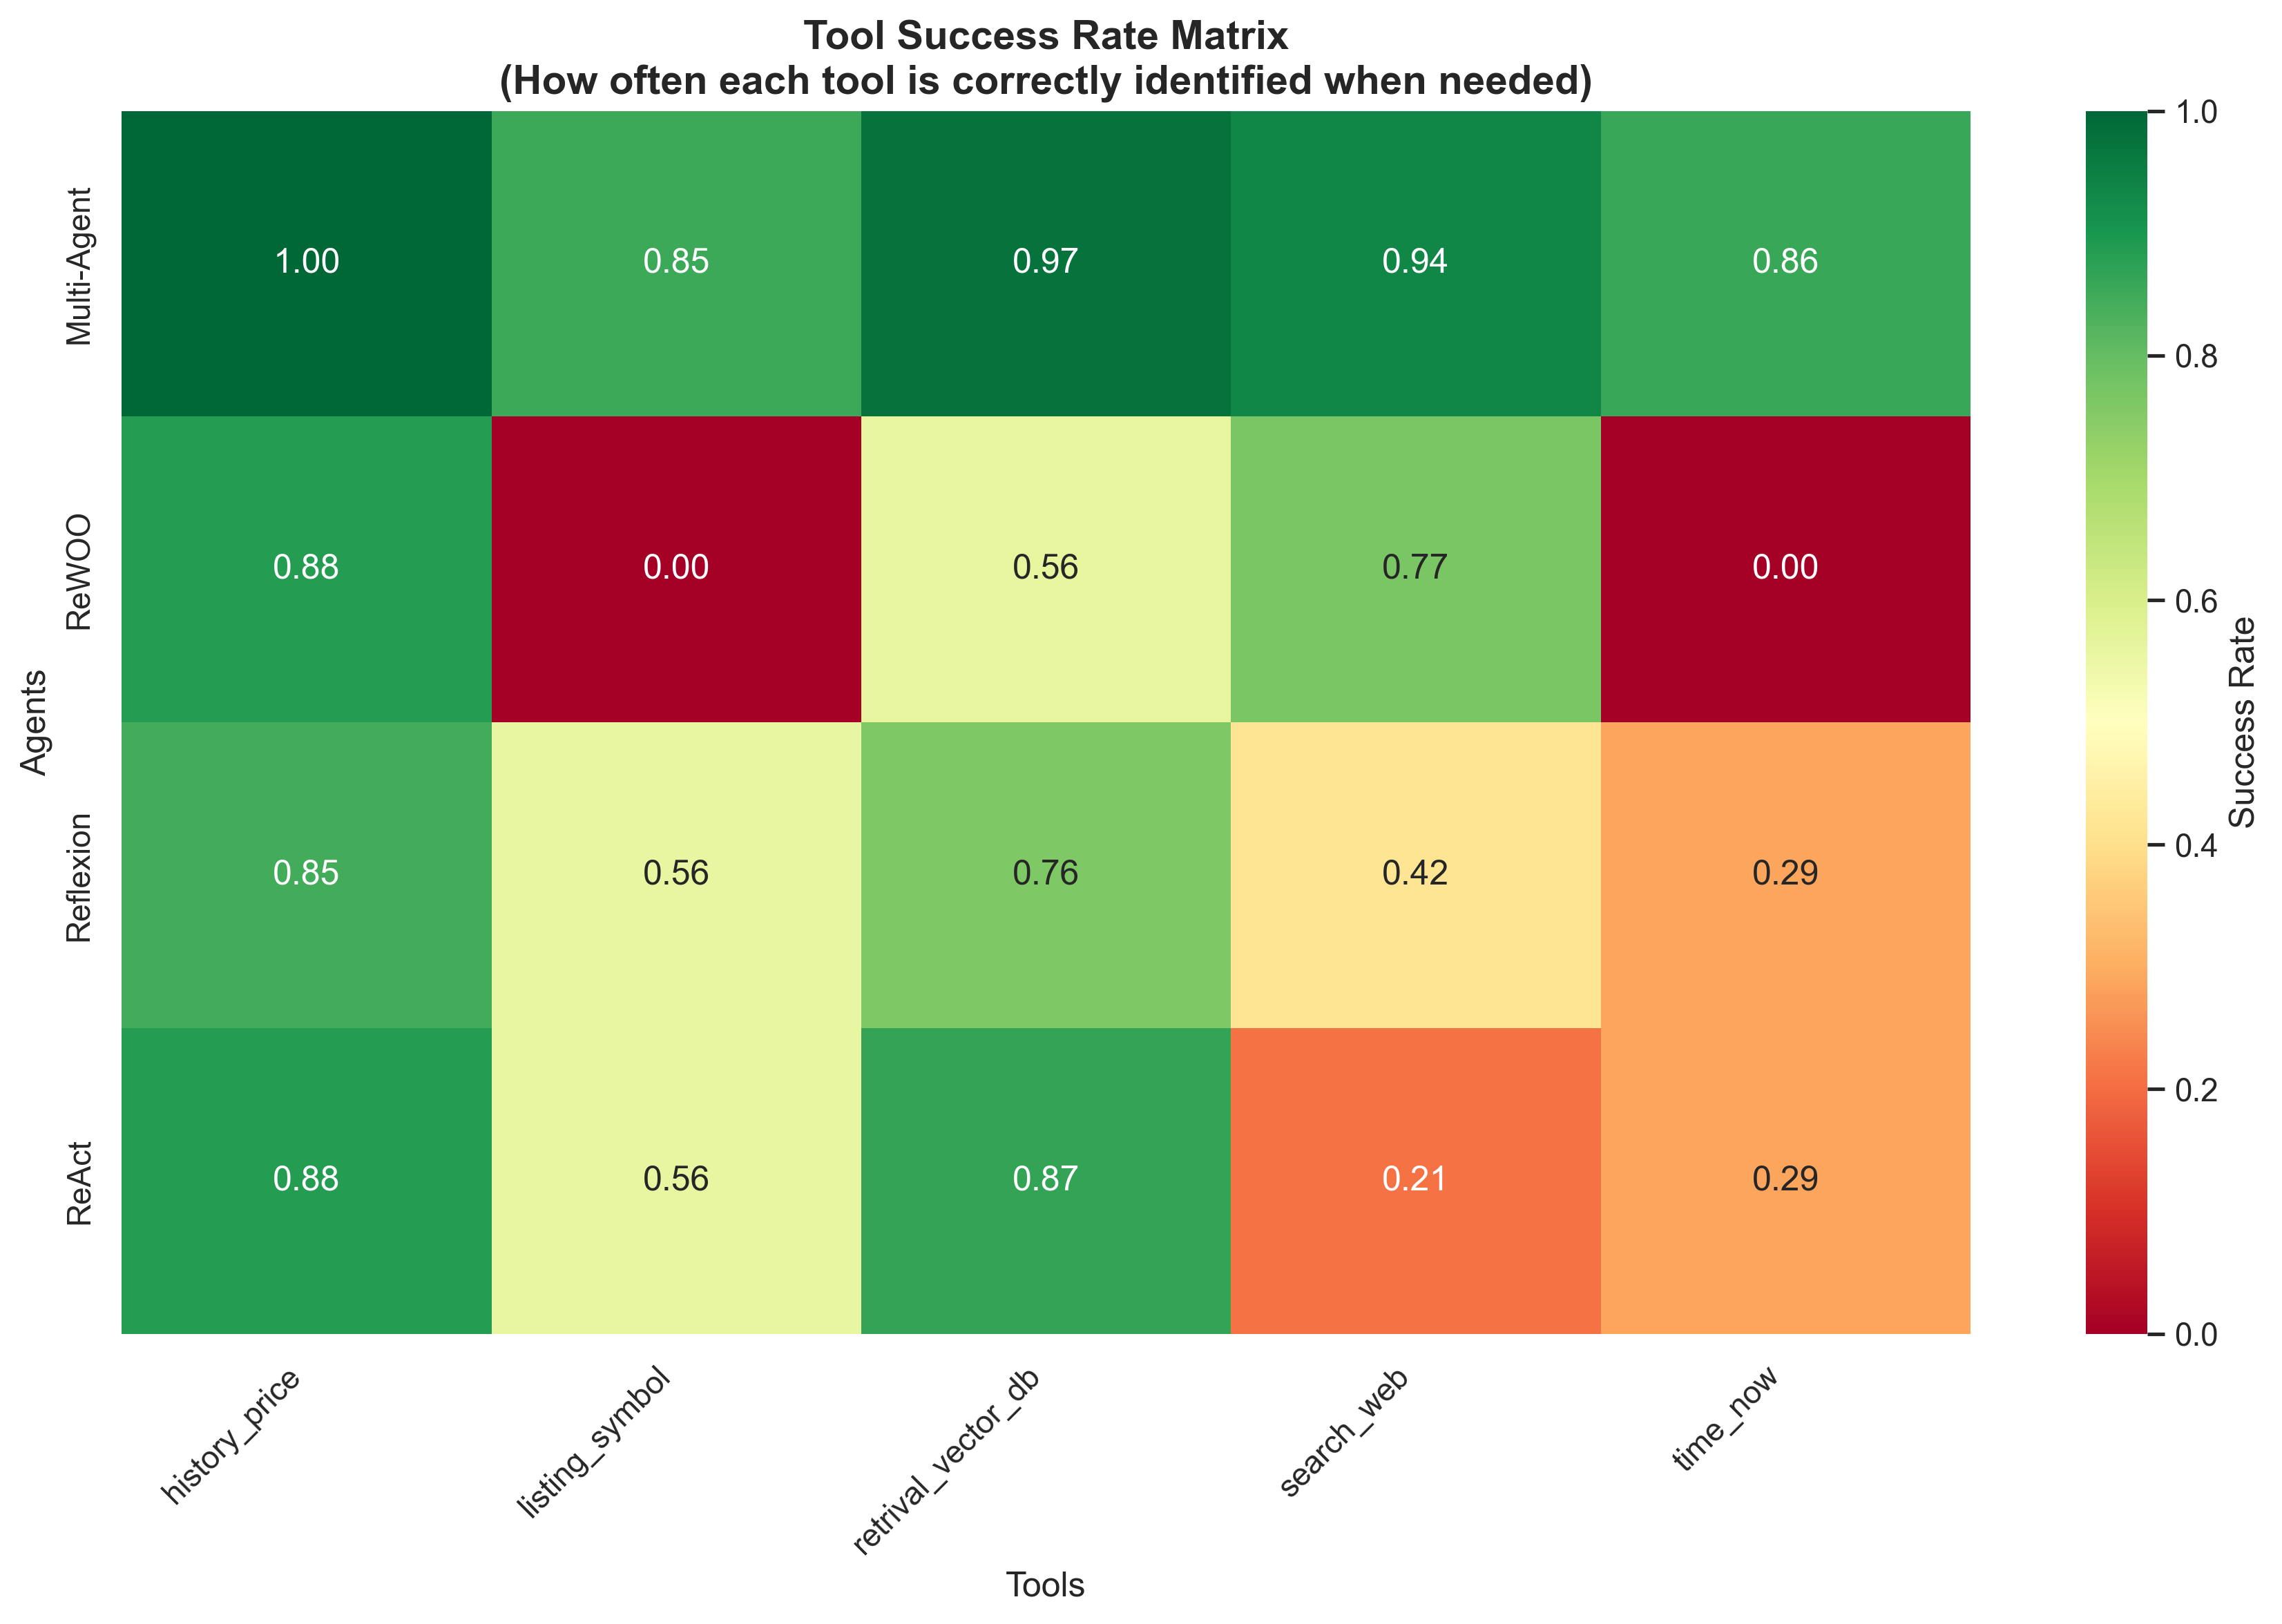 Tool Success Rate Matrix
(How often each tool is correctly identified when needed)
Agents
Multi-Agent
1.00 0.85 0.97 0.94 0.86
ReWOO
0.88 0.00 0.56 0.77 0.00
Reflexion
0.85 0.56 0.76 0.42 0.29
ReAct
0.88 0.56 0.87 0.21 0.29
history_price
listing_symbol
retrival_vector_db
search_web
time_now
Tools
1.0
0.8
0.6
0.4
0.2
0.0
Success Rate